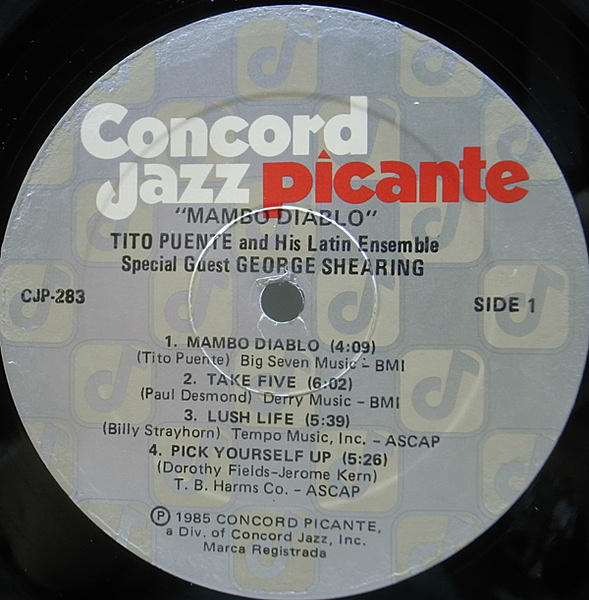 Concord
jazz picante
"MAMBO DIABLO"
TITO PUENTE and His Latin Ensemble
Special Guest GEORGE SHEARING
CJP-283
SIDE 1
1. MAMBO DIABLO (4:09)
(Tito Puente) Big Seven Music - BMI
2. TAKE FIVE (6:02)
(Paul Desmond) Derry Music - BMI
3. LUSH LIFE (5:39)
(Billy Strayhorn) Tempo Music, Inc. - ASCAP
4. PICK YOURSELF UP (5:26)
(Dorothy Fields-Jerome Kern)
T. B. Harms Co. - ASCAP
Ⓟ 1985 CONCORD PICANTE,
a Div. of Concord Jazz, Inc.
Marca Registrada